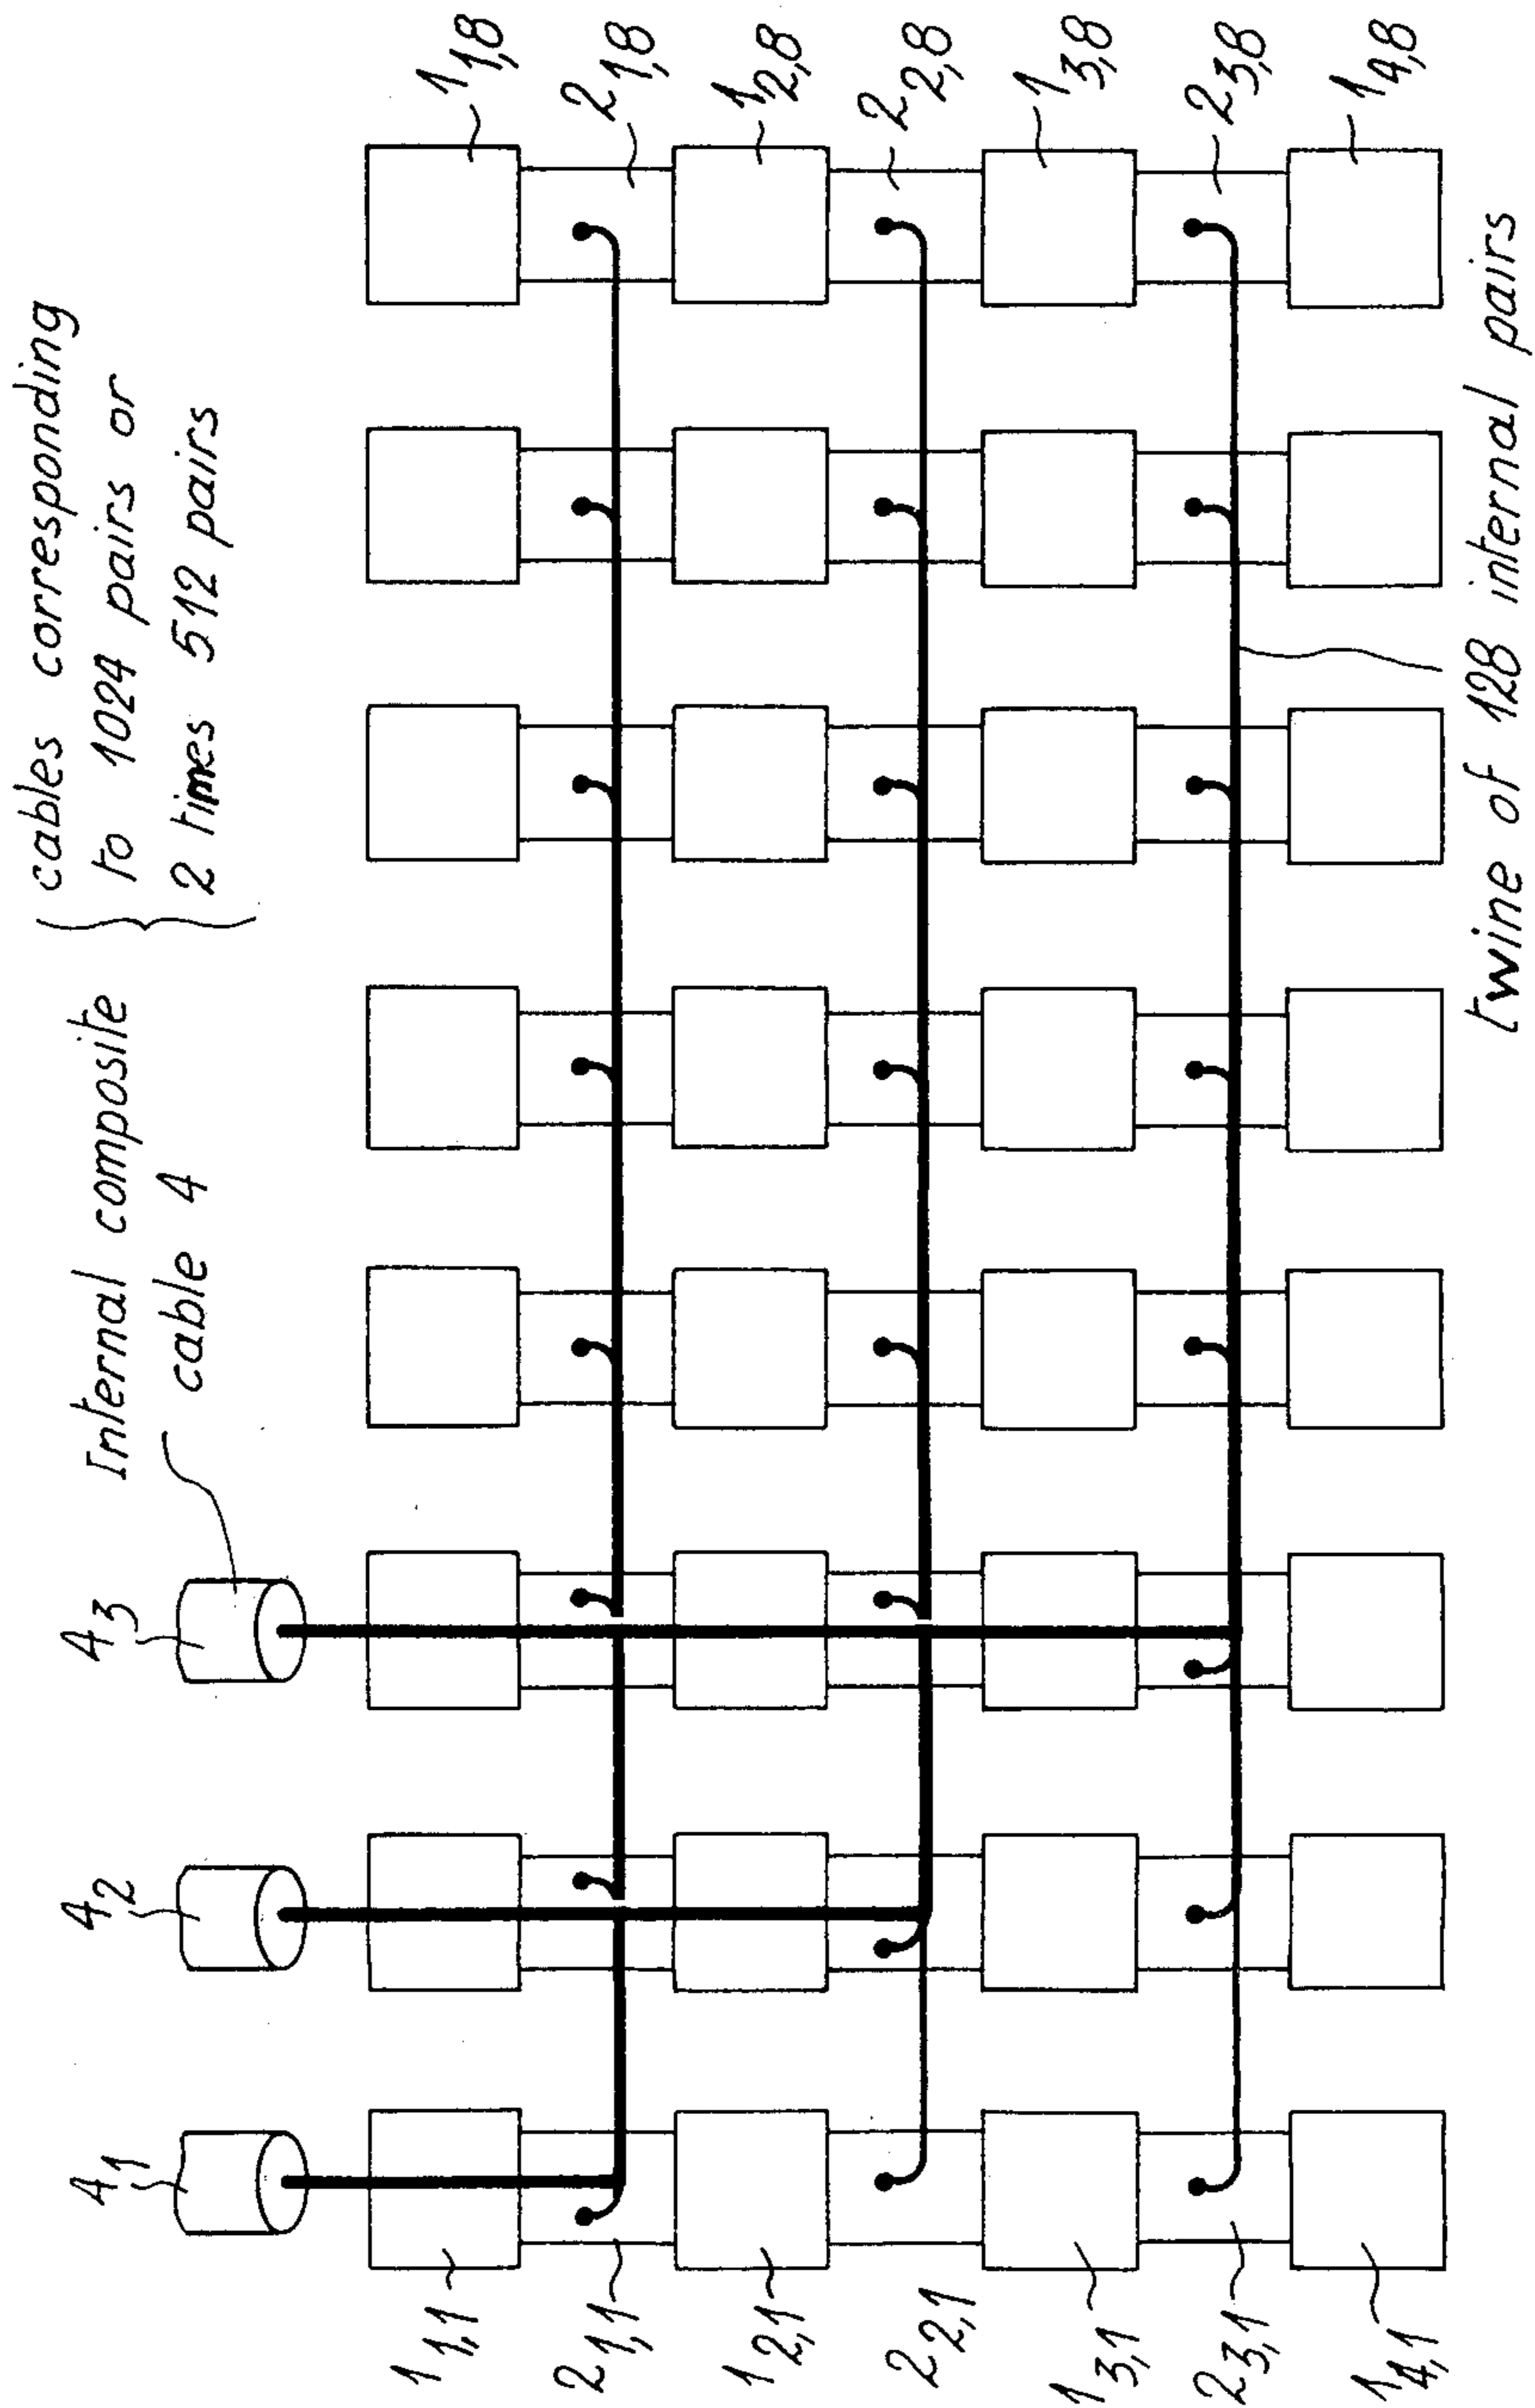 cables corresponding
to 1024 pairs or
2 times 512 pairs
Internal composite
cable 4
4₁
4₂
4₃
1₁,₁
2₁,₁
1₂,₁
2₂,₁
1₃,₁
2₃,₁
1₄,₁
1₁,₈
2₁,₈
1₂,₈
2₂,₈
1₃,₈
2₃,₈
1₄,₈
twine of 128 internal pairs